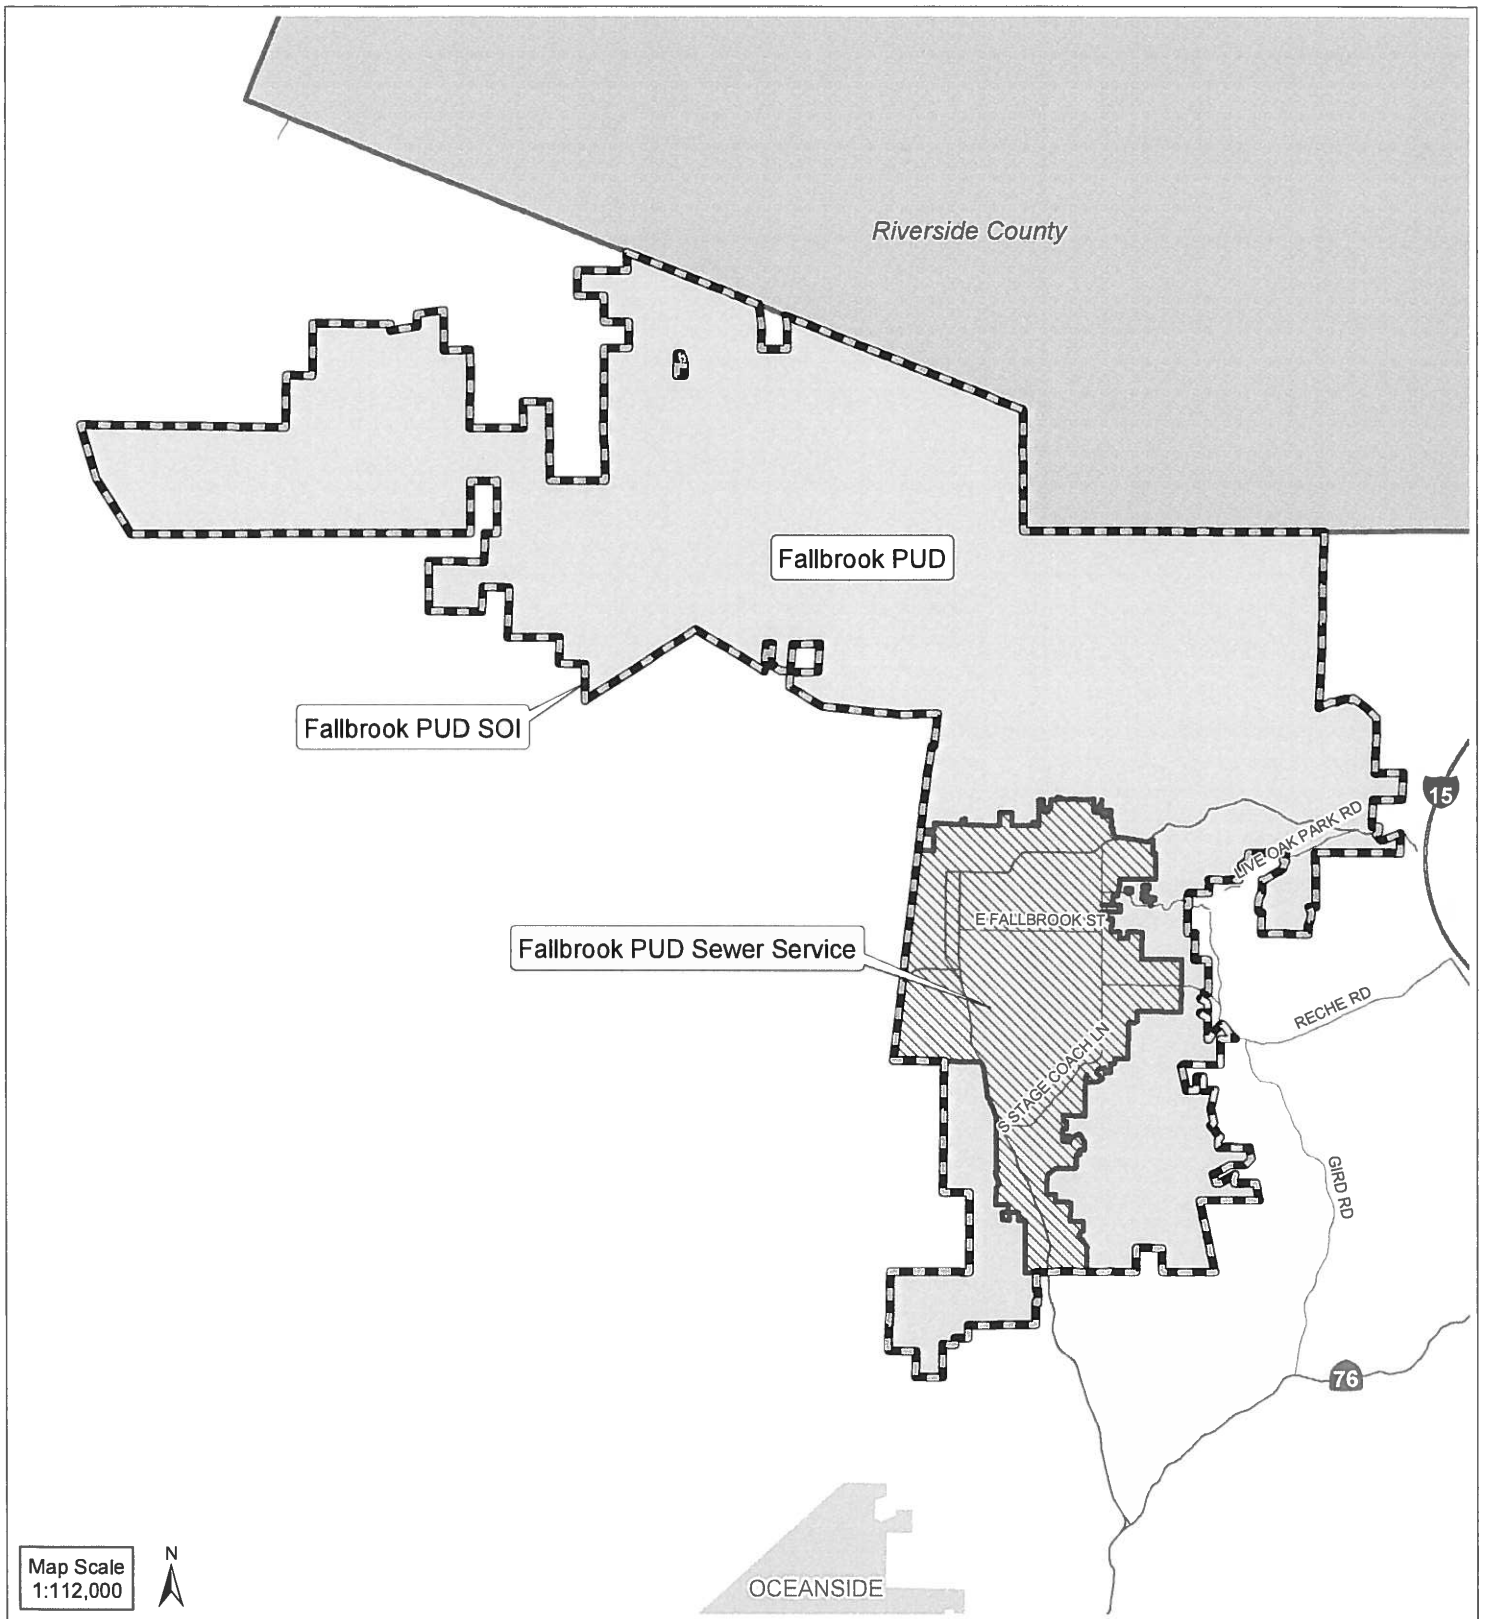 Riverside County
Fallbrook PUD
Fallbrook PUD SOI
15
LIVE OAK PARK RD
E FALLBROOK ST
Fallbrook PUD Sewer Service
RECHE RD
S STAGE COACH LN
GIRD RD
76
N
Map Scale
1:112,000
OCEANSIDE